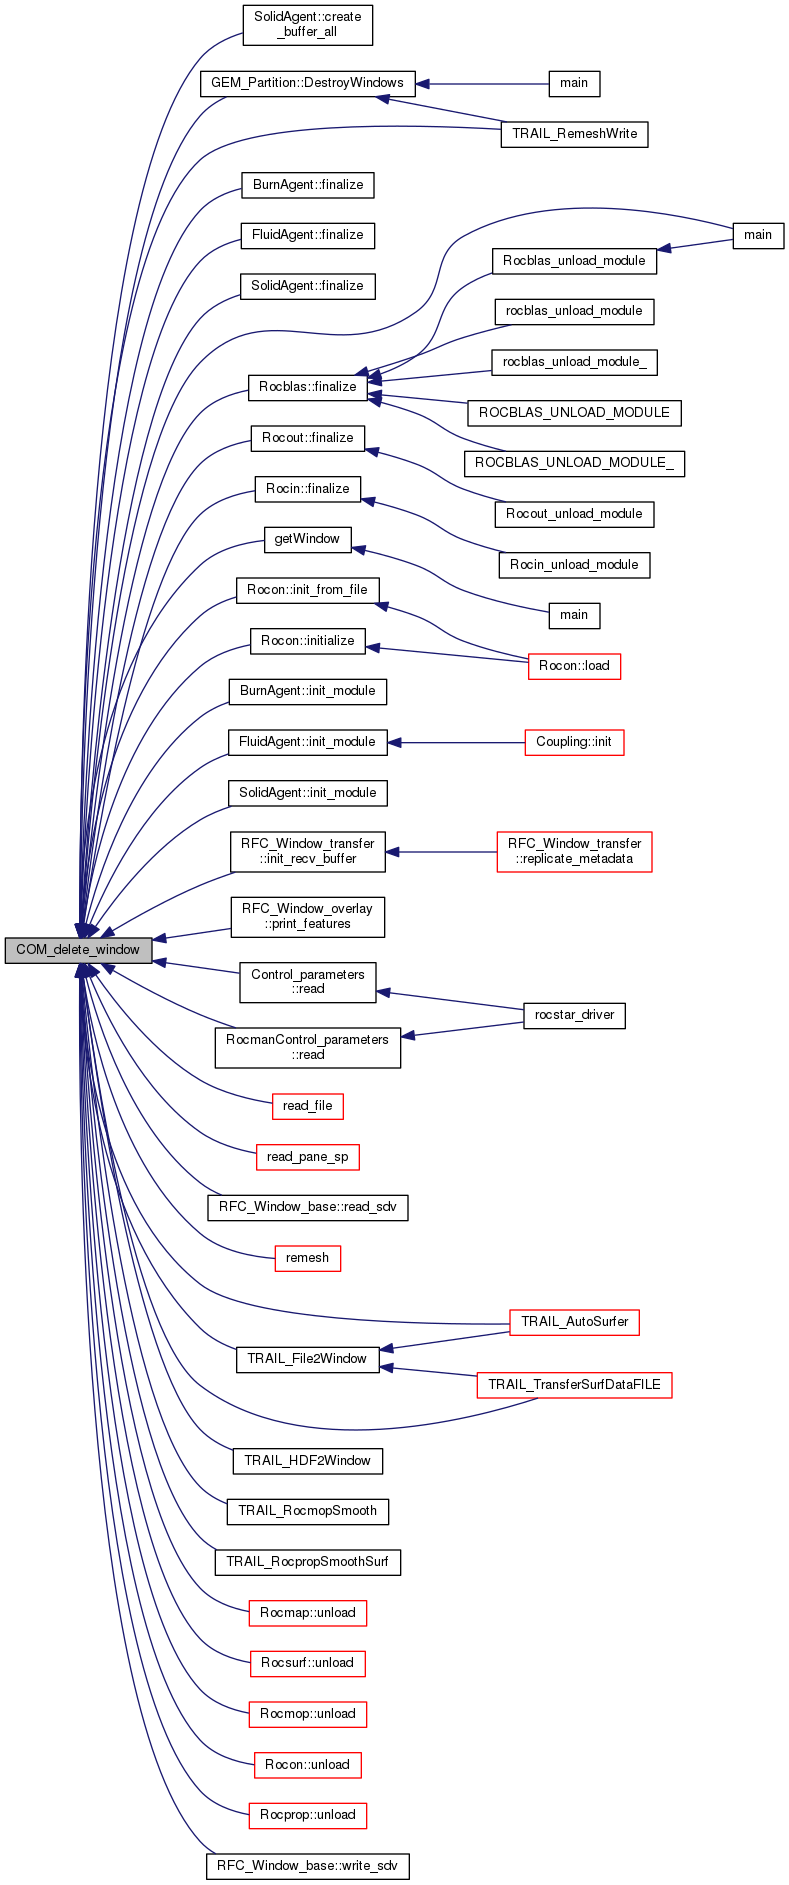 SolidAgent::create
_buffer_all
GEM_Partition::DestroyWindows
main
TRAIL_RemeshWrite
BurnAgent::finalize
FluidAgent::finalize
main
Rocblas_unload_module
SolidAgent::finalize
rocblas_unload_module
rocblas_unload_module_
Rocblas::finalize
ROCBLAS_UNLOAD_MODULE
Rocout::finalize
ROCBLAS_UNLOAD_MODULE_
Rocin::finalize
Rocout_unload_module
getWindow
Rocin_unload_module
Rocon::init_from_file
main
Rocon::initialize
Rocon::load
BurnAgent::init_module
FluidAgent::init_module
Coupling::init
SolidAgent::init_module
RFC_Window_transfer
::init_recv_buffer
RFC_Window_transfer
::replicate_metadata
RFC_Window_overlay
::print_features
COM_delete_window
Control_parameters
::read
rocstar_driver
RocmanControl_parameters
::read
read_file
read_pane_sp
RFC_Window_base::read_sdv
remesh
TRAIL_AutoSurfer
TRAIL_File2Window
TRAIL_TransferSurfDataFILE
TRAIL_HDF2Window
TRAIL_RocmopSmooth
TRAIL_RocpropSmoothSurf
Rocmap::unload
Rocsurf::unload
Rocmop::unload
Rocon::unload
Rocprop::unload
RFC_Window_base::write_sdv